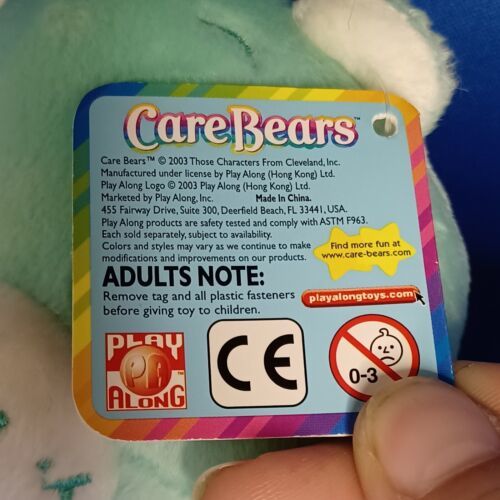 Care Bears™
Care Bears™ © 2003 Those Characters From Cleveland, Inc.
Manufactured under license by Play Along (Hong Kong) Ltd.
Play Along Logo © 2003 Play Along (Hong Kong) Ltd.
Marketed by Play Along, Inc. Made In China.
455 Fairway Drive, Suite 300, Deerfield Beach, FL 33441, USA.
Play Along products are safety tested and comply with ASTM F963.
Each sold separately, subject to availability.
Colors and styles may vary as we continue to make
modifications and improvements on our products.
Find more fun at
www.care-bears.com
ADULTS NOTE:
Remove tag and all plastic fasteners
before giving toy to children.
playalongtoys.com
PLAY
PA
ALONG™
CE
0-3